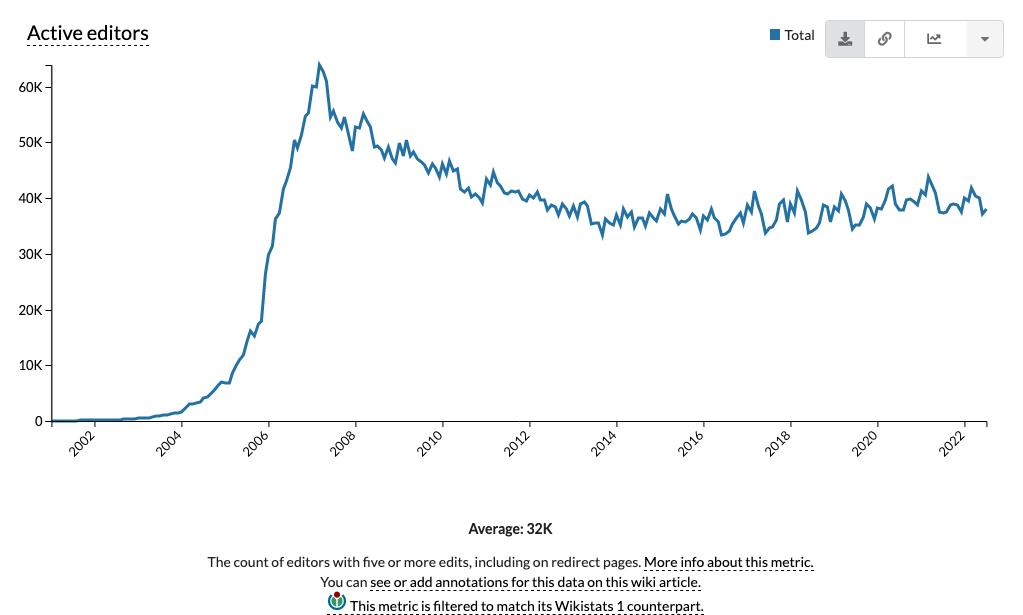 Active editors
Total
60K
50K
40K
30K
20K
10K
0
2002
2004
2006
2008
2010
2012
2014
2016
2018
2020
2022
Average: 32K
The count of editors with five or more edits, including on redirect pages. More info about this metric.
You can see or add annotations for this data on this wiki article.
This metric is filtered to match its Wikistats 1 counterpart.